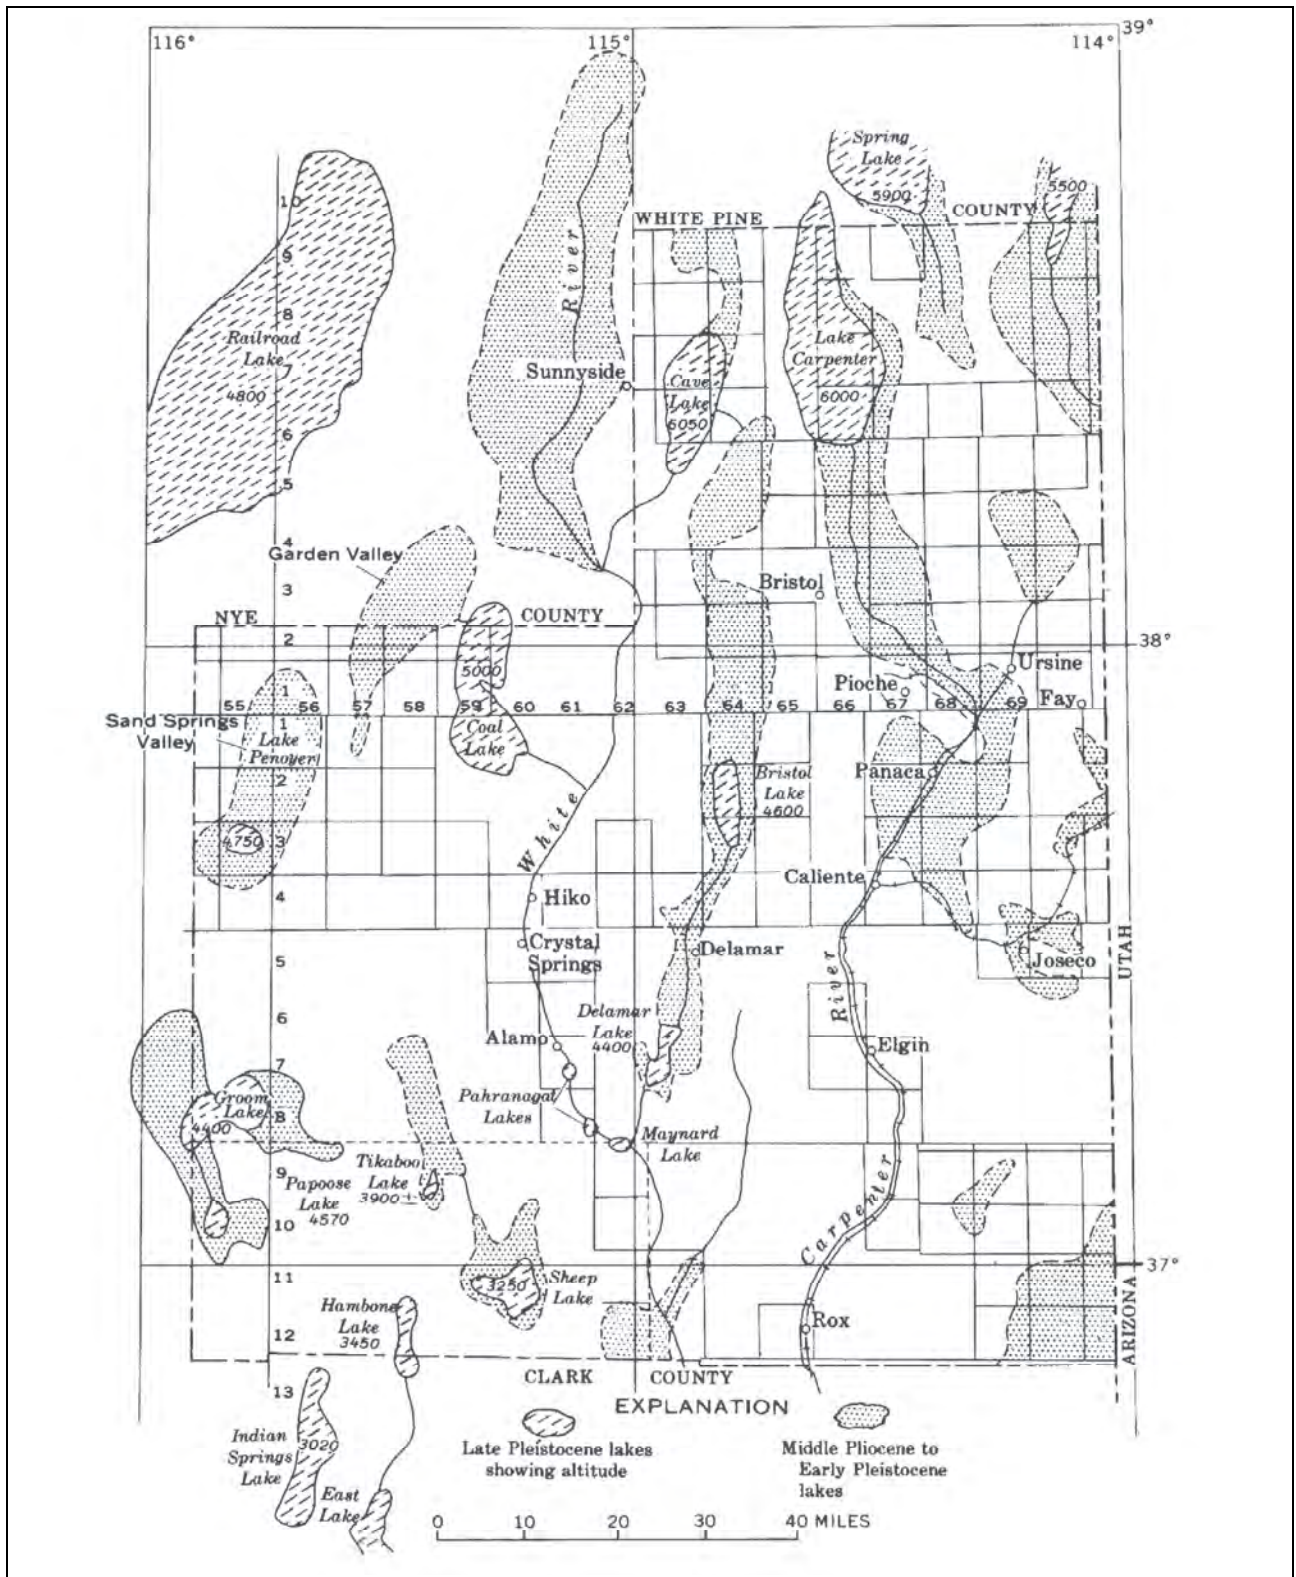 116°
115°
114°
39°
Spring
Lake
5900
5500
WHITE PINE
COUNTY
10
9
8
7
6
5
4
3
2
1
River
Railroad
Lake
4800
Sunnyside
Cave
Lake
6050
Lake
Carpenter
6000
Garden Valley
Bristol
NYE
COUNTY
38°
5000
Ursine
Pioche
Fay
55
56
57
58
59
60
61
62
63
64
65
66
67
68
69
Sand Springs
Valley
Lake
Penoyer
4750
Coal
Lake
Bristol
Lake
4600
Panaca
White
1
2
3
4
5
6
7
8
9
10
11
12
13
Caliente
Hiko
Crystal
Springs
Delamar
Joseco
UTAH
River
Delamar
Lake
4400
Alamo
Elgin
Groom
Lake
4400
Pahranagat
Lakes
Maynard
Lake
Tikaboo
Lake
3900
Papoose
Lake
4570
Carpenter
37°
3250
Sheep
Lake
Hambone
Lake
3450
Rox
ARIZONA
CLARK
COUNTY
EXPLANATION
Late Pleistocene lakes
showing altitude
Middle Pliocene to
Early Pleistocene
lakes
Indian
Springs
Lake
3020
East
Lake
0
10
20
30
40 MILES